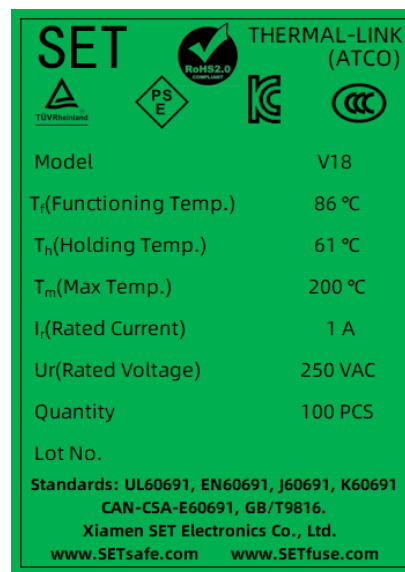 SET
RoHS2.0
COMPLIANT
THERMAL-LINK
(ATCO)
TÜVRheinland
PS
E
Model V18
Tf(Functioning Temp.) 86 ℃
Th(Holding Temp.) 61 ℃
Tm(Max Temp.) 200 ℃
Ir(Rated Current) 1 A
Ur(Rated Voltage) 250 VAC
Quantity 100 PCS
Lot No.
Standards: UL60691, EN60691, J60691, K60691
CAN-CSA-E60691, GB/T9816.
Xiamen SET Electronics Co., Ltd.
www.SETsafe.com www.SETfuse.com